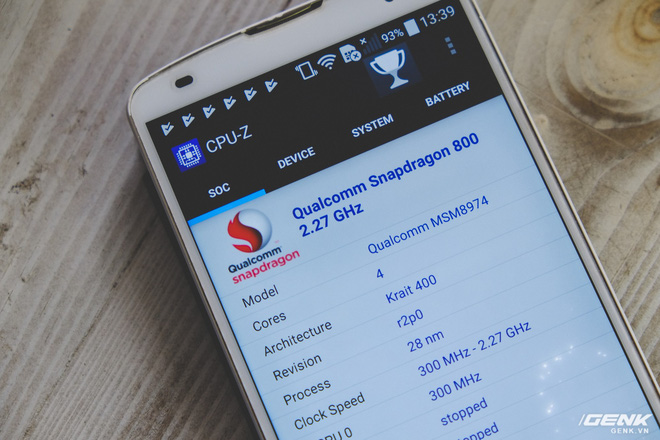 93% 13:39
CPU-Z
SOC DEVICE SYSTEM BATTERY
Qualcomm Snapdragon 800
2.27 GHz
Qualcomm
snapdragon
Model Qualcomm MSM8974
Cores 4
Architecture Krait 400
Revision r2p0
Process 28 nm
Clock Speed 300 MHz - 2.27 GHz
CPU 0 300 MHz
stopped
stopped
GENK
GENK.VN